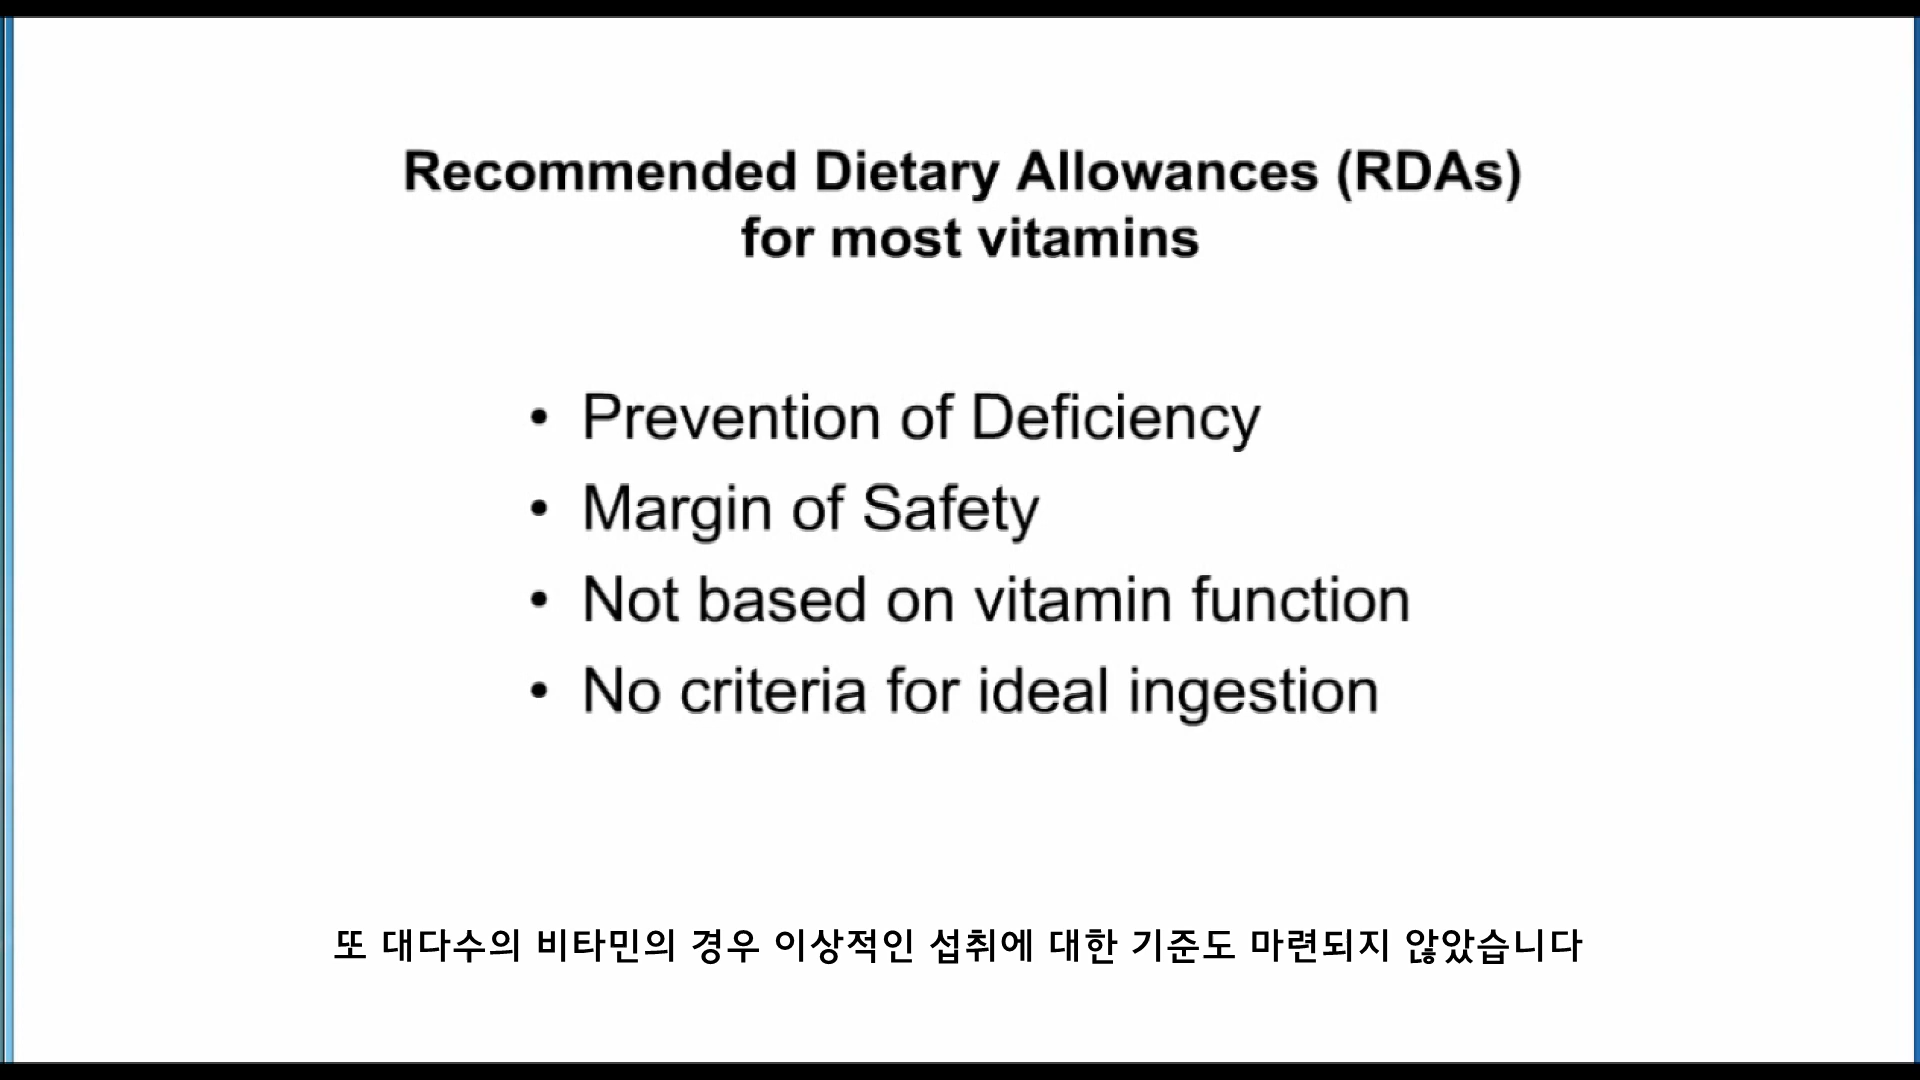 Recommended Dietary Allowances (RDAs)
for most vitamins
• Prevention of Deficiency
• Margin of Safety
• Not based on vitamin function
• No criteria for ideal ingestion
또 대다수의 비타민의 경우 이상적인 섭취에 대한 기준도 마련되지 않았습니다